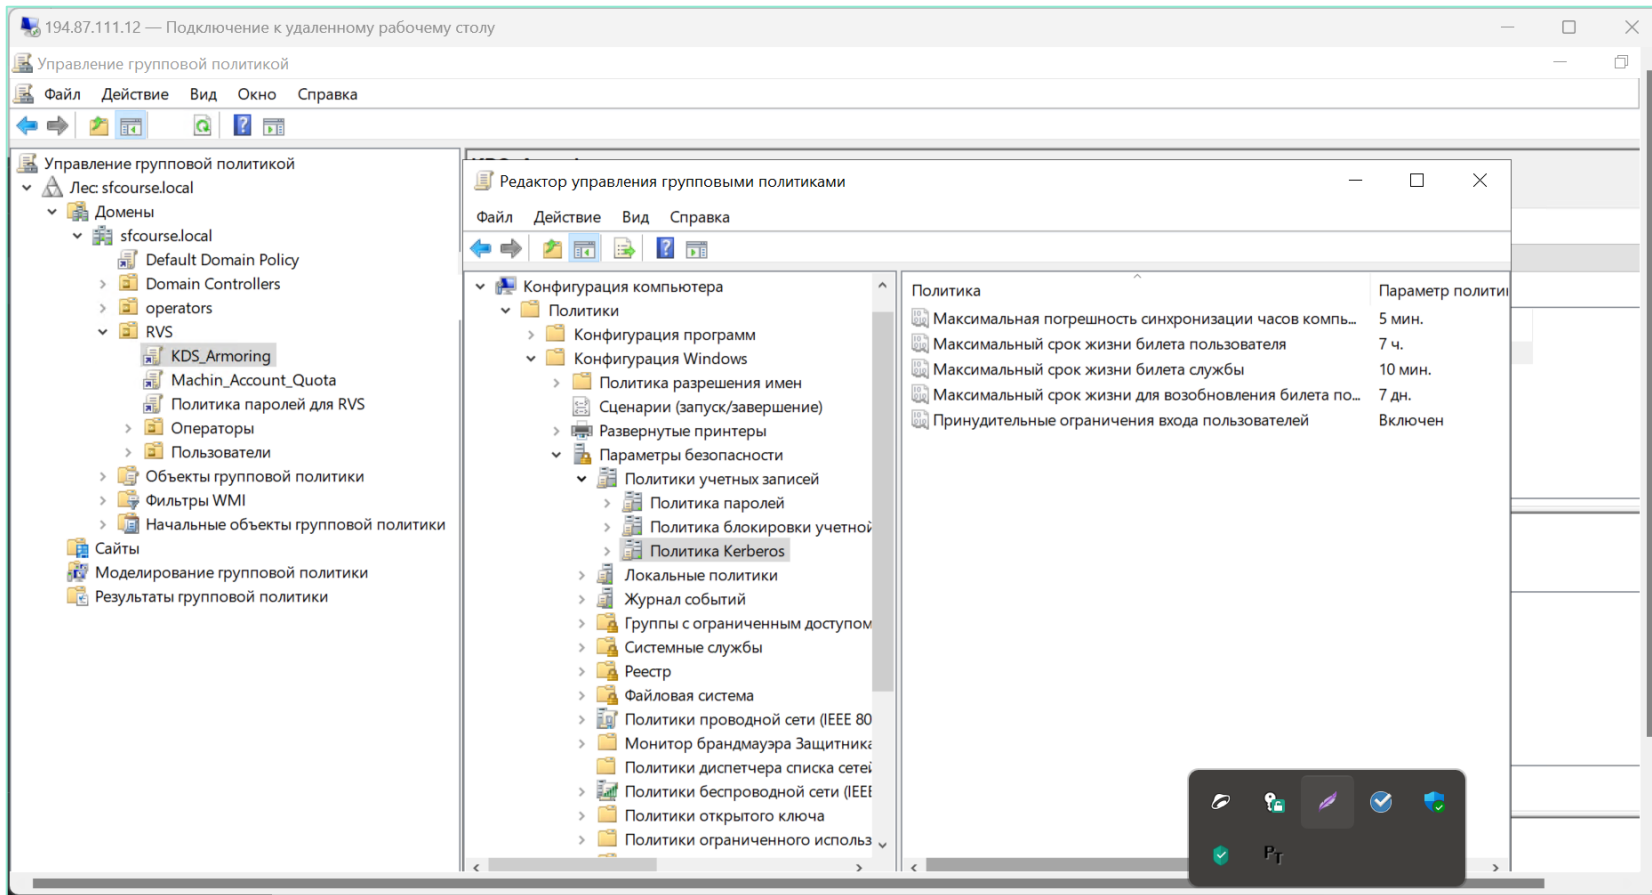 194.87.111.12 — Подключение к удаленному рабочему столу
Управление групповой политикой
Файл Действие Вид Окно Справка
Управление групповой политикой
Лес: sfcourse.local
Домены
sfcourse.local
Default Domain Policy
Domain Controllers
operators
RVS
KDS_Armoring
Machin_Account_Quota
Политика паролей для RVS
Операторы
Пользователи
Объекты групповой политики
Фильтры WMI
Начальные объекты групповой политики
Сайты
Моделирование групповой политики
Результаты групповой политики
Редактор управления групповыми политиками
Файл Действие Вид Справка
Конфигурация компьютера
Политики
Конфигурация программ
Конфигурация Windows
Политика разрешения имен
Сценарии (запуск/завершение)
Развернутые принтеры
Параметры безопасности
Политики учетных записей
Политика паролей
Политика блокировки учетной
Политика Kerberos
Локальные политики
Журнал событий
Группы с ограниченным доступом
Системные службы
Реестр
Файловая система
Политики проводной сети (IEEE 80
Монитор брандмауэра Защитника
Политики диспетчера списка сетей
Политики беспроводной сети (IEEE
Политики открытого ключа
Политики ограниченного использ
Политика Параметр политик
Максимальная погрешность синхронизации часов компь... 5 мин.
Максимальный срок жизни билета пользователя 7 ч.
Максимальный срок жизни билета службы 10 мин.
Максимальный срок жизни для возобновления билета по... 7 дн.
Принудительные ограничения входа пользователей Включен
PT